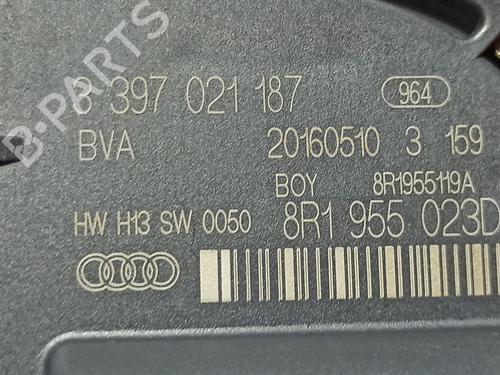 B-PARTS
3 397 021 187 964
BVA 20160510 3 159
BOY 8R1955119A
HW H13 SW 0050 8R1 955 023D